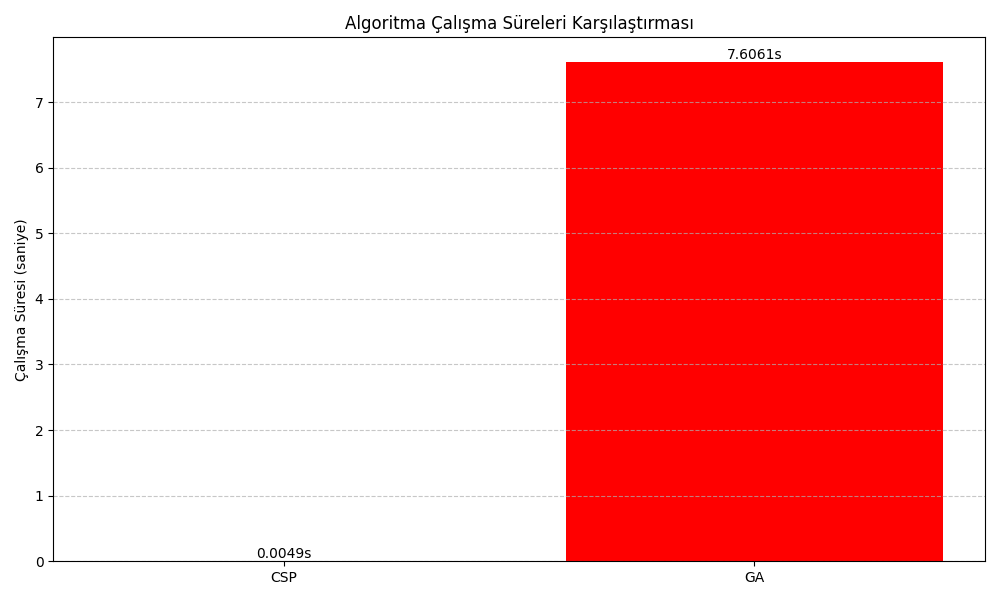 Algoritma Çalışma Süreleri Karşılaştırması
7.6061s
7
6
5
4
3
2
1
0
Çalışma Süresi (saniye)
0.0049s
CSP
GA